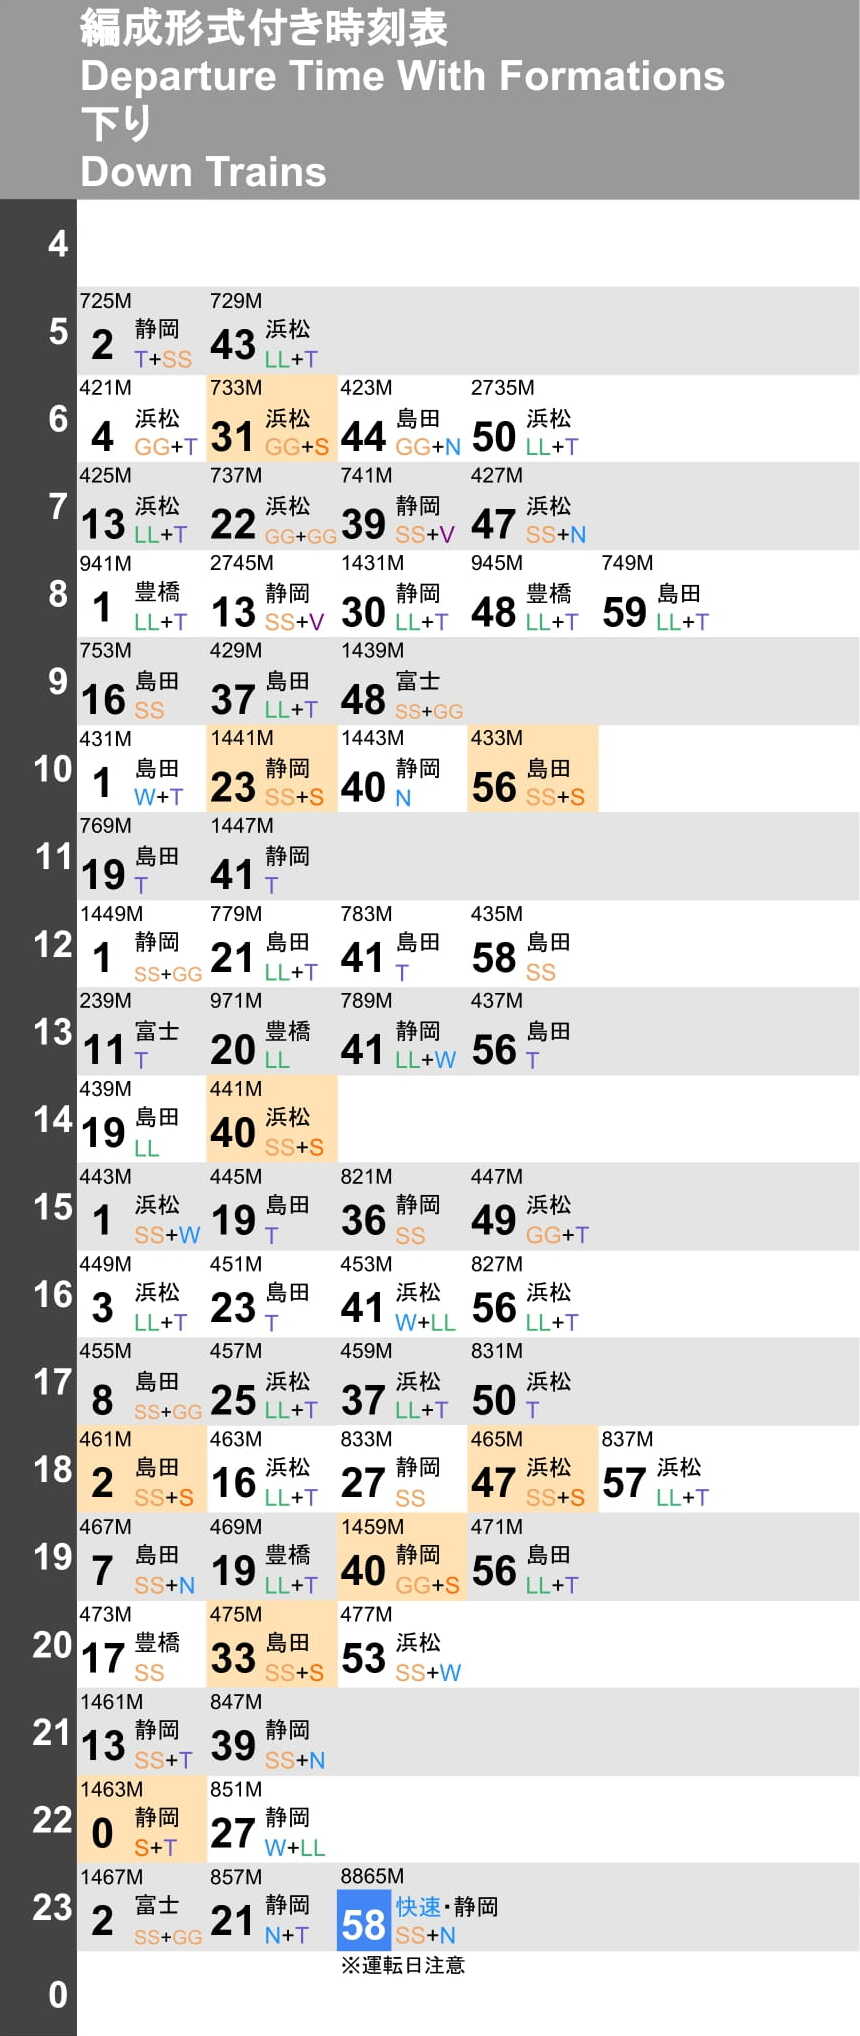 編成形式付き時刻表
Departure Time With Formations
下り
Down Trains
4
5
725M 729M
2 静岡 43 浜松
T+SS LL+T
6
421M 733M 423M 2735M
4 浜松 31 浜松 44 島田 50 浜松
GG+T GG+S GG+N LL+T
7
425M 737M 741M 427M
13 浜松 22 浜松 39 静岡 47 浜松
LL+T GG+GG SS+V SS+N
8
941M 2745M 1431M 945M 749M
1 豊橋 13 静岡 30 静岡 48 豊橋 59 島田
LL+T SS+V LL+T LL+T LL+T
9
753M 429M 1439M
16 島田 37 島田 48 富士
SS LL+T SS+GG
10
431M 1441M 1443M 433M
1 島田 23 静岡 40 静岡 56 島田
W+T SS+S N SS+S
11
769M 1447M
19 島田 41 静岡
T T
12
1449M 779M 783M 435M
1 静岡 21 島田 41 島田 58 島田
SS+GG LL+T T SS
13
239M 971M 789M 437M
11 富士 20 豊橋 41 静岡 56 島田
T LL LL+W T
14
439M 441M
19 島田 40 浜松
LL SS+S
15
443M 445M 821M 447M
1 浜松 19 島田 36 静岡 49 浜松
SS+W T SS GG+T
16
449M 451M 453M 827M
3 浜松 23 島田 41 浜松 56 浜松
LL+T T W+LL LL+T
17
455M 457M 459M 831M
8 島田 25 浜松 37 浜松 50 浜松
SS+GG LL+T LL+T T
18
461M 463M 833M 465M 837M
2 島田 16 浜松 27 静岡 47 浜松 57 浜松
SS+S LL+T SS SS+S LL+T
19
467M 469M 1459M 471M
7 島田 19 豊橋 40 静岡 56 島田
SS+N LL+T GG+S LL+T
20
473M 475M 477M
17 豊橋 33 島田 53 浜松
SS SS+S SS+W
21
1461M 847M
13 静岡 39 静岡
SS+T SS+N
22
1463M 851M
0 静岡 27 静岡
S+T W+LL
23
1467M 857M 8865M
2 富士 21 静岡 58 快速・静岡
SS+GG N+T SS+N
※運転日注意
0